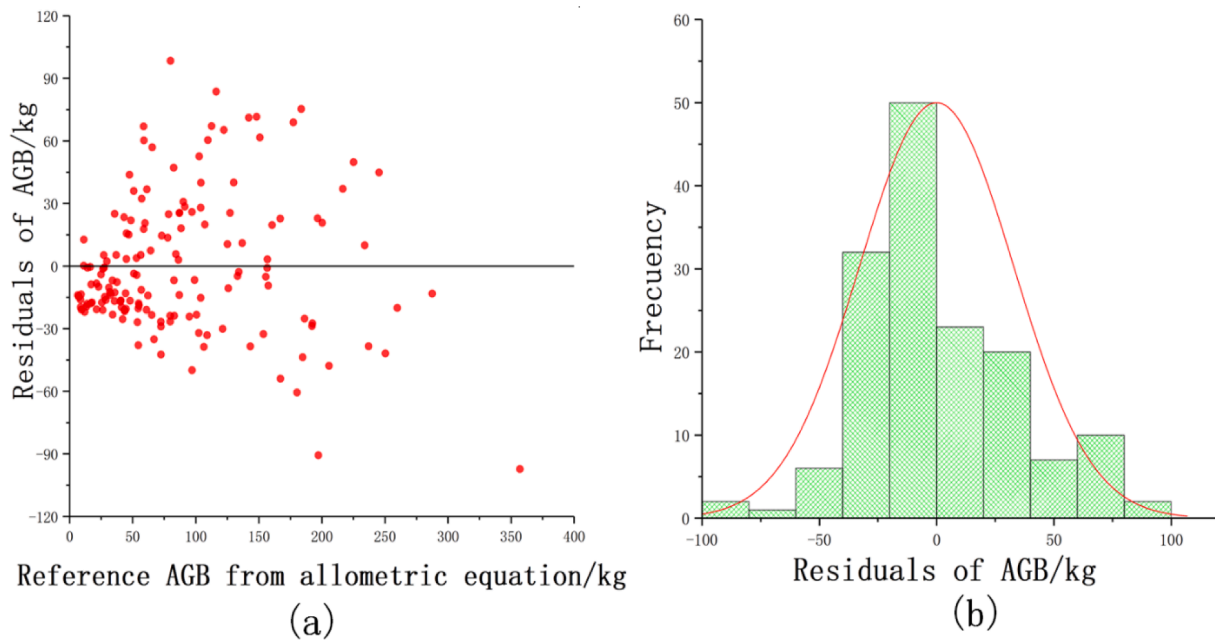 120
90
60
30
0
-30
-60
-90
-120
Residuals of AGB/kg
0 50 100 150 200 250 300 350 400
Reference AGB from allometric equation/kg
(a)
60
50
40
30
20
10
0
Frecuency
-100 -50 0 50 100
Residuals of AGB/kg
(b)